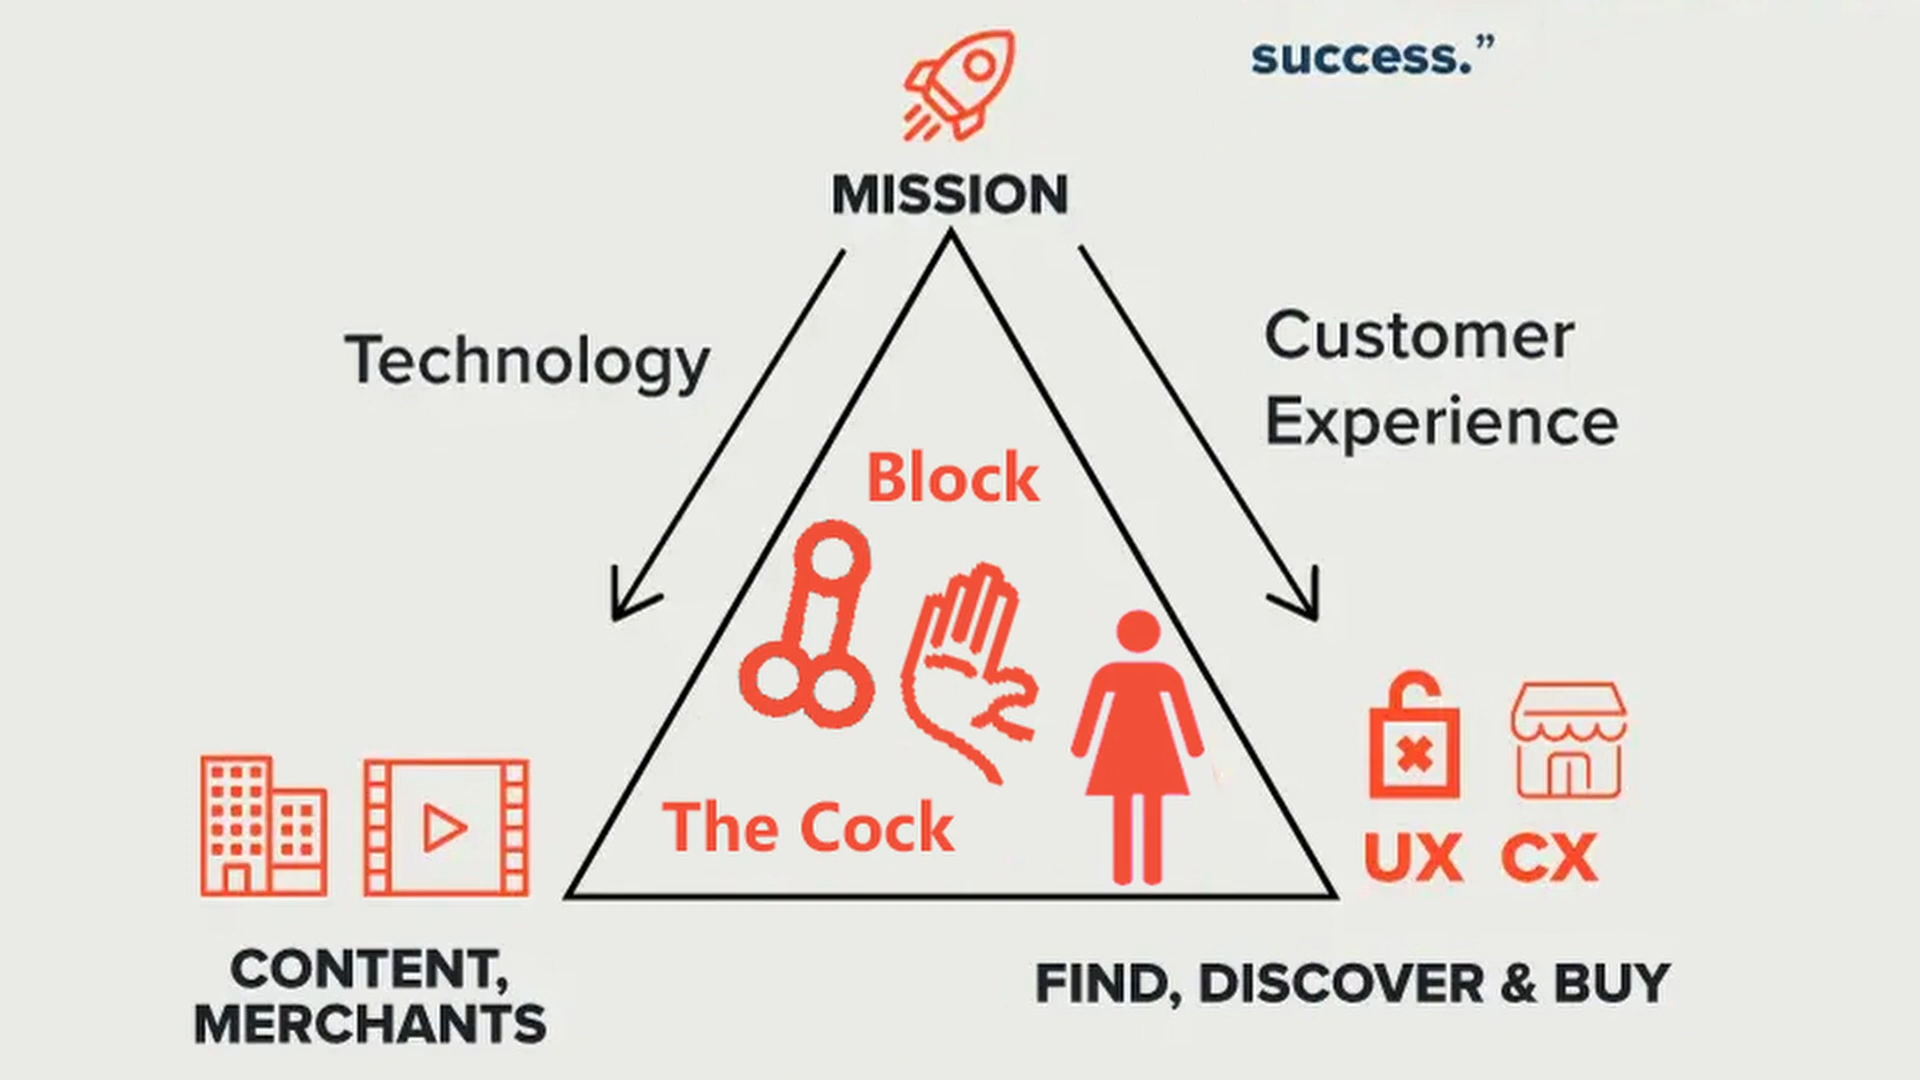 success.”
MISSION
Technology
Customer
Experience
Block
The Cock
UX CX
CONTENT,
MERCHANTS
FIND, DISCOVER & BUY